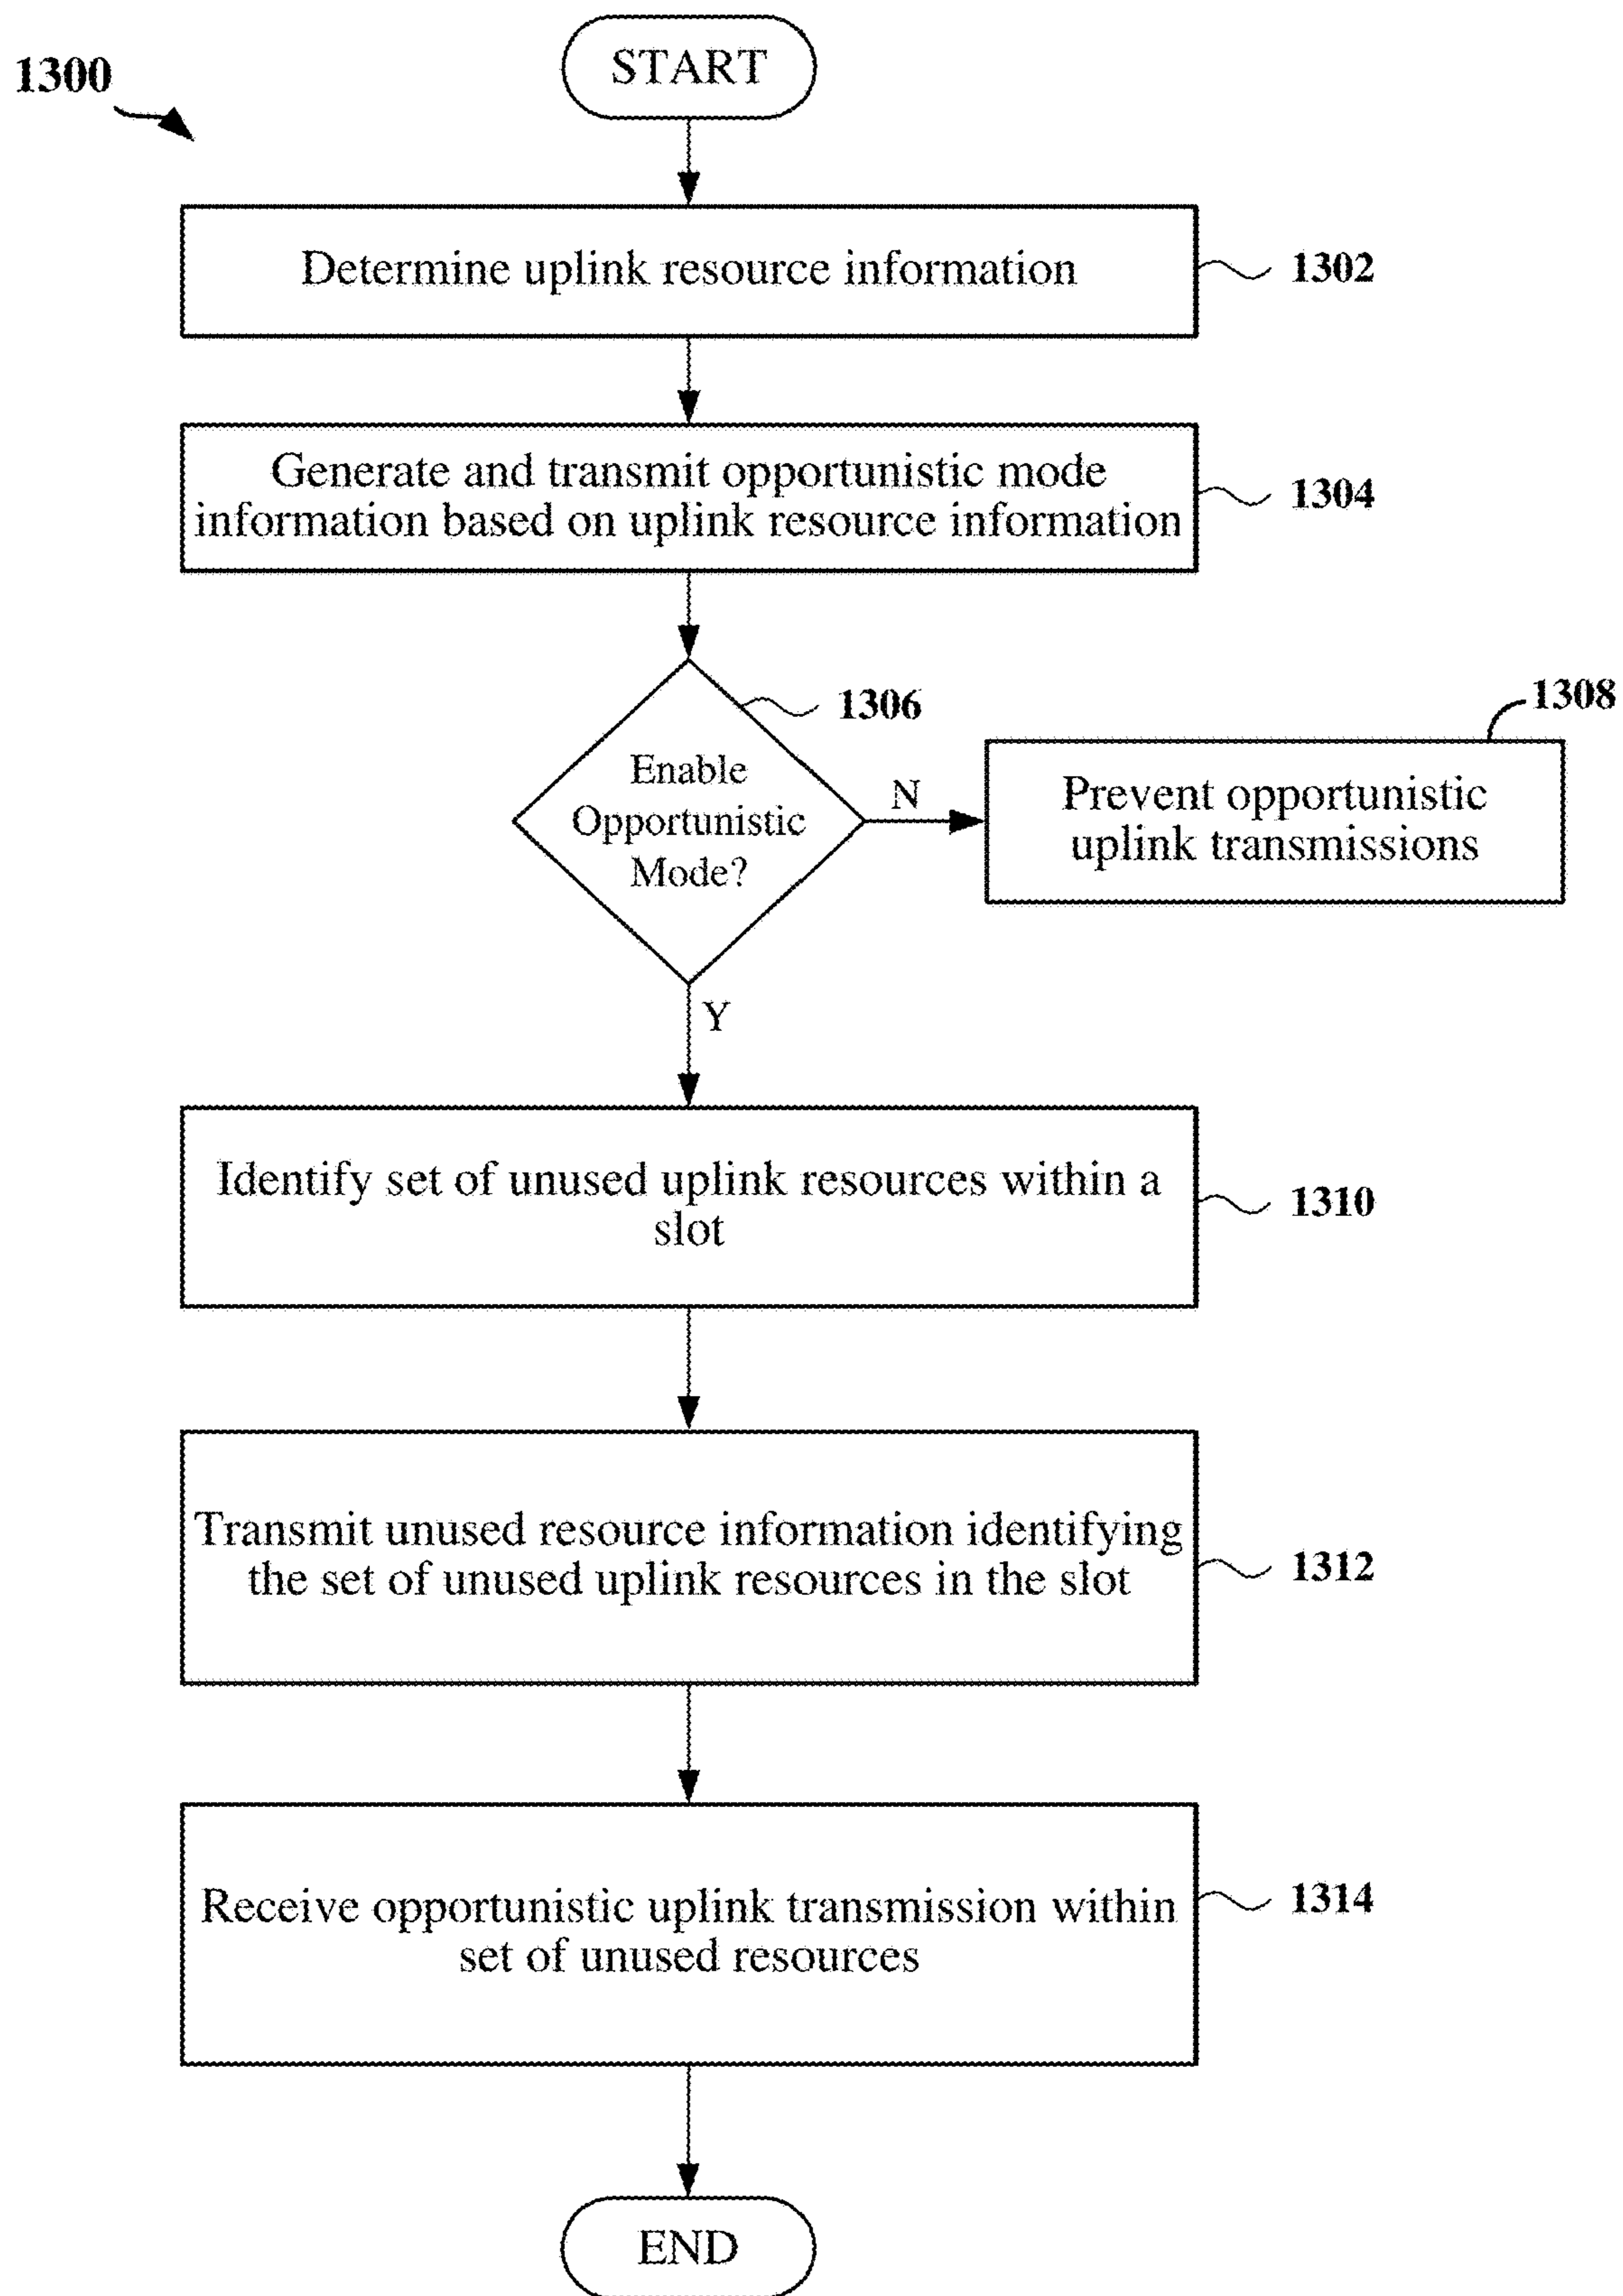 START
1300
Determine uplink resource information
1302
Generate and transmit opportunistic mode
information based on uplink resource information
1304
1306
Enable
Opportunistic
Mode?
N
1308
Prevent opportunistic
uplink transmissions
Y
Identify set of unused uplink resources within a
slot
1310
Transmit unused resource information identifying
the set of unused uplink resources in the slot
1312
Receive opportunistic uplink transmission within
set of unused resources
1314
END